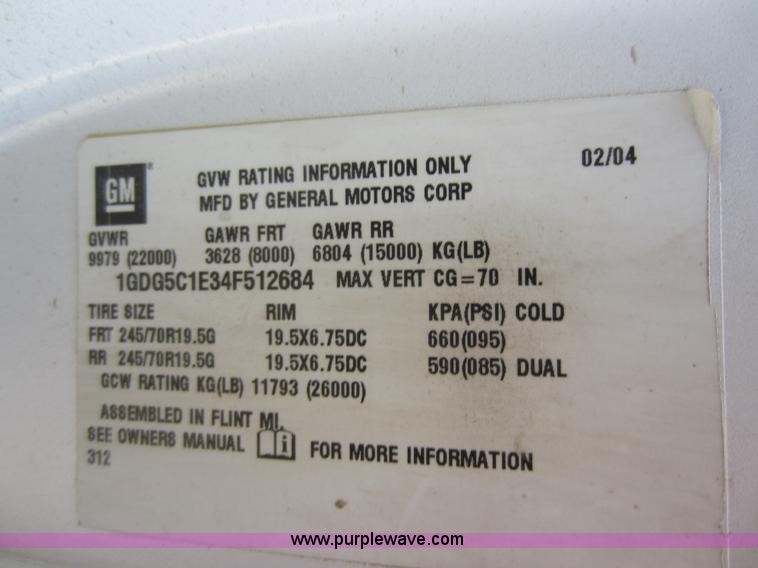 GM
GVW RATING INFORMATION ONLY 02/04
MFD BY GENERAL MOTORS CORP
GVWR GAWR FRT GAWR RR
9979 (22000) 3628 (8000) 6804 (15000) KG(LB)
1GDG5C1E34F512684 MAX VERT CG=70 IN.
TIRE SIZE RIM KPA(PSI) COLD
FRT 245/70R19.5G 19.5X6.75DC 660(095)
RR 245/70R19.5G 19.5X6.75DC 590(085) DUAL
GCW RATING KG(LB) 11793 (26000)
ASSEMBLED IN FLINT MI.
SEE OWNERS MANUAL i FOR MORE INFORMATION
312
www.purplewave.com